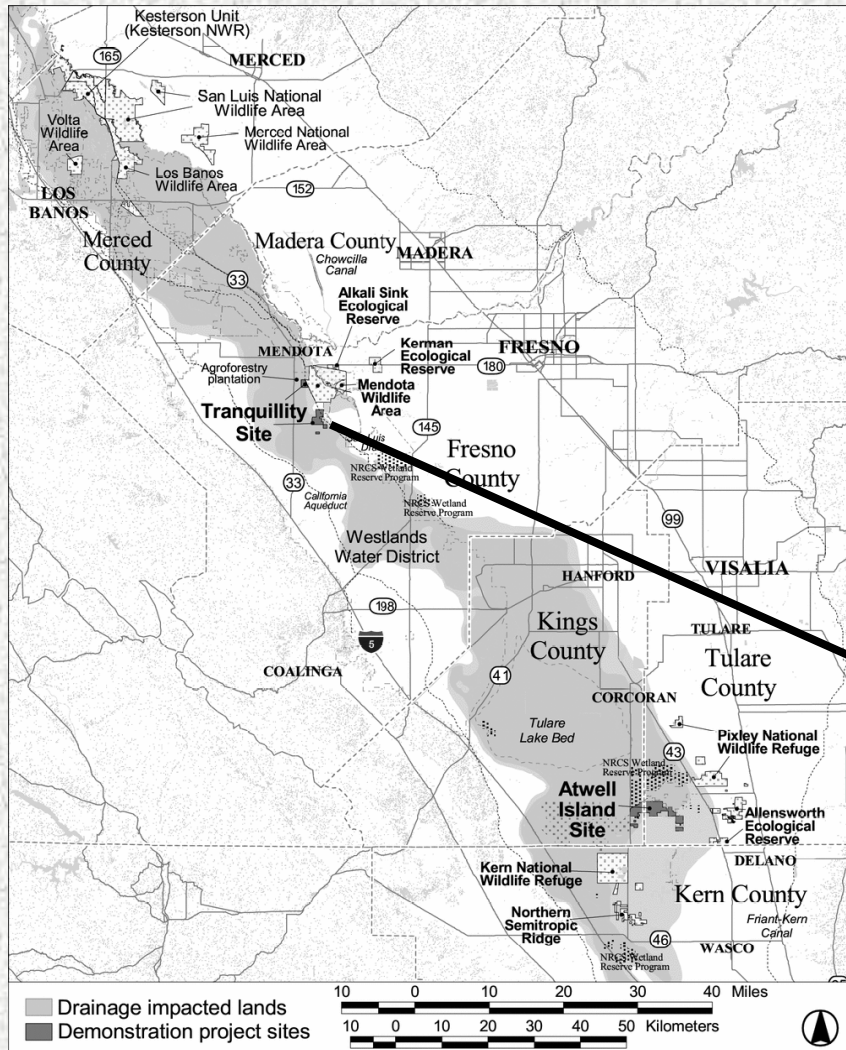 Kesterson Unit
(Kesterson NWR)
165
MERCED
San Luis National
Wildlife Area
Volta
Wildlife
Area
Merced National
Wildlife Area
Los Banos
Wildlife Area
LOS
BANOS
152
Merced
County
Madera County
Chowcilla
Canal
MADERA
33
Alkali Sink
Ecological
Reserve
MENDOTA
Kerman
Ecological
Reserve
FRESNO
180
Agroforestry
plantation
Mendota
Wildlife
Area
Tranquillity
Site
145
Fresno
County
NRCS Wetland
Reserve Program
33
California
Aqueduct
NRCS Wetland
Reserve Program
99
Westlands
Water District
HANFORD
VISALIA
198
5
Kings
County
TULARE
Tulare
County
COALINGA
41
CORCORAN
Tulare
Lake Bed
43
Pixley National
Wildlife Refuge
NRCS Wetland
Reserve Program
Atwell
Island
Site
Allensworth
Ecological
Reserve
DELANO
Kern National
Wildlife Refuge
Kern County
Northern
Semitropic
Ridge
Friant-Kern
Canal
46
WASCO
NRCS Wetland
Reserve Program
Drainage impacted lands
Demonstration project sites
10 0 10 20 30 40 Miles
10 0 10 20 30 40 50 Kilometers